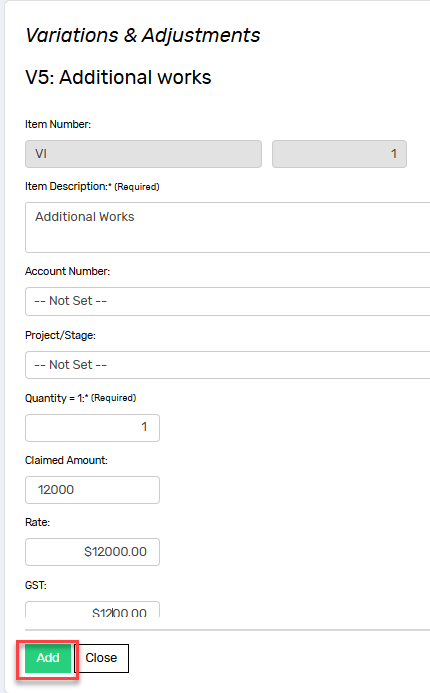 Variations & Adjustments
V5: Additional works
Item Number:
VI 1
Item Description:* (Required)
Additional Works
Account Number:
-- Not Set --
Project/Stage:
-- Not Set --
Quantity = 1:* (Required)
1
Claimed Amount:
12000
Rate:
$12000.00
GST:
$1200.00
Add Close